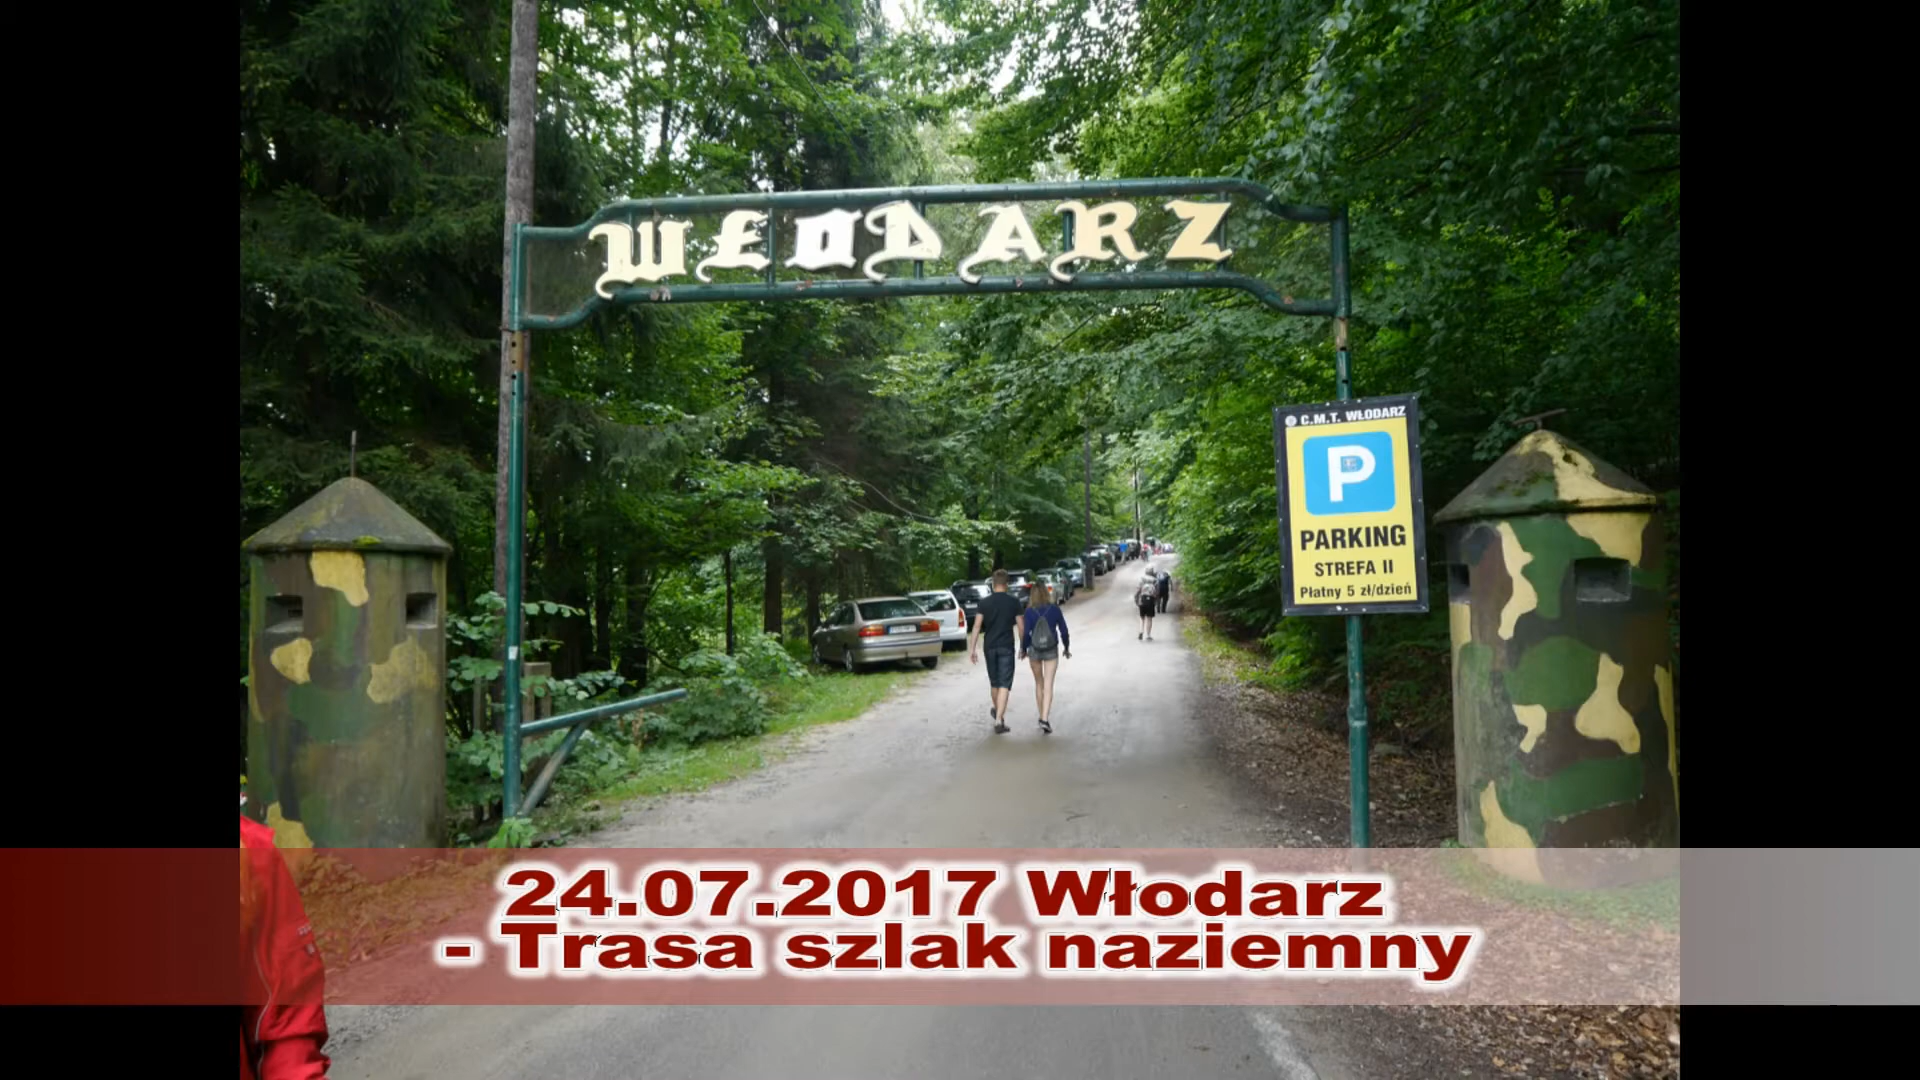 WŁODARZ
C.M.T. WŁODARZ
P
PARKING
STREFA II
Płatny 5 zł/dzień
24.07.2017 Włodarz
- Trasa szlak naziemny